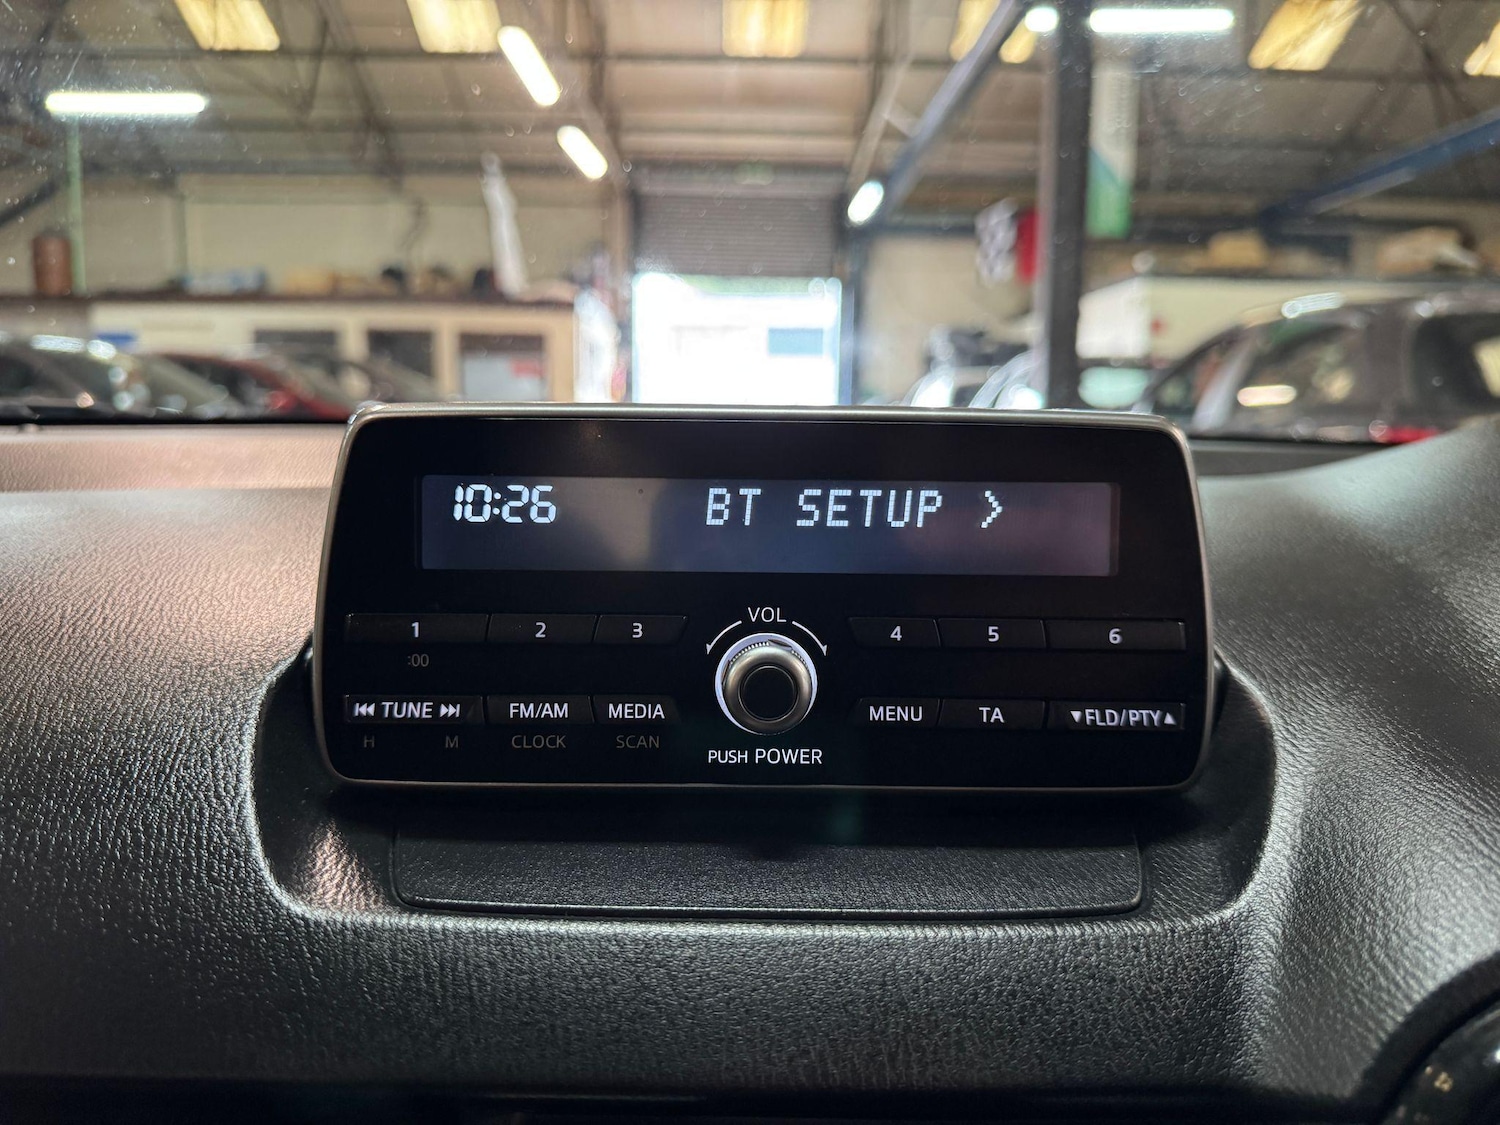 10:26 BT SETUP >
VOL
1 2 3 4 5 6
:00
⏮ TUNE ⏭ FM/AM MEDIA MENU TA ▼FLD/PTY▲
H M CLOCK SCAN
PUSH POWER